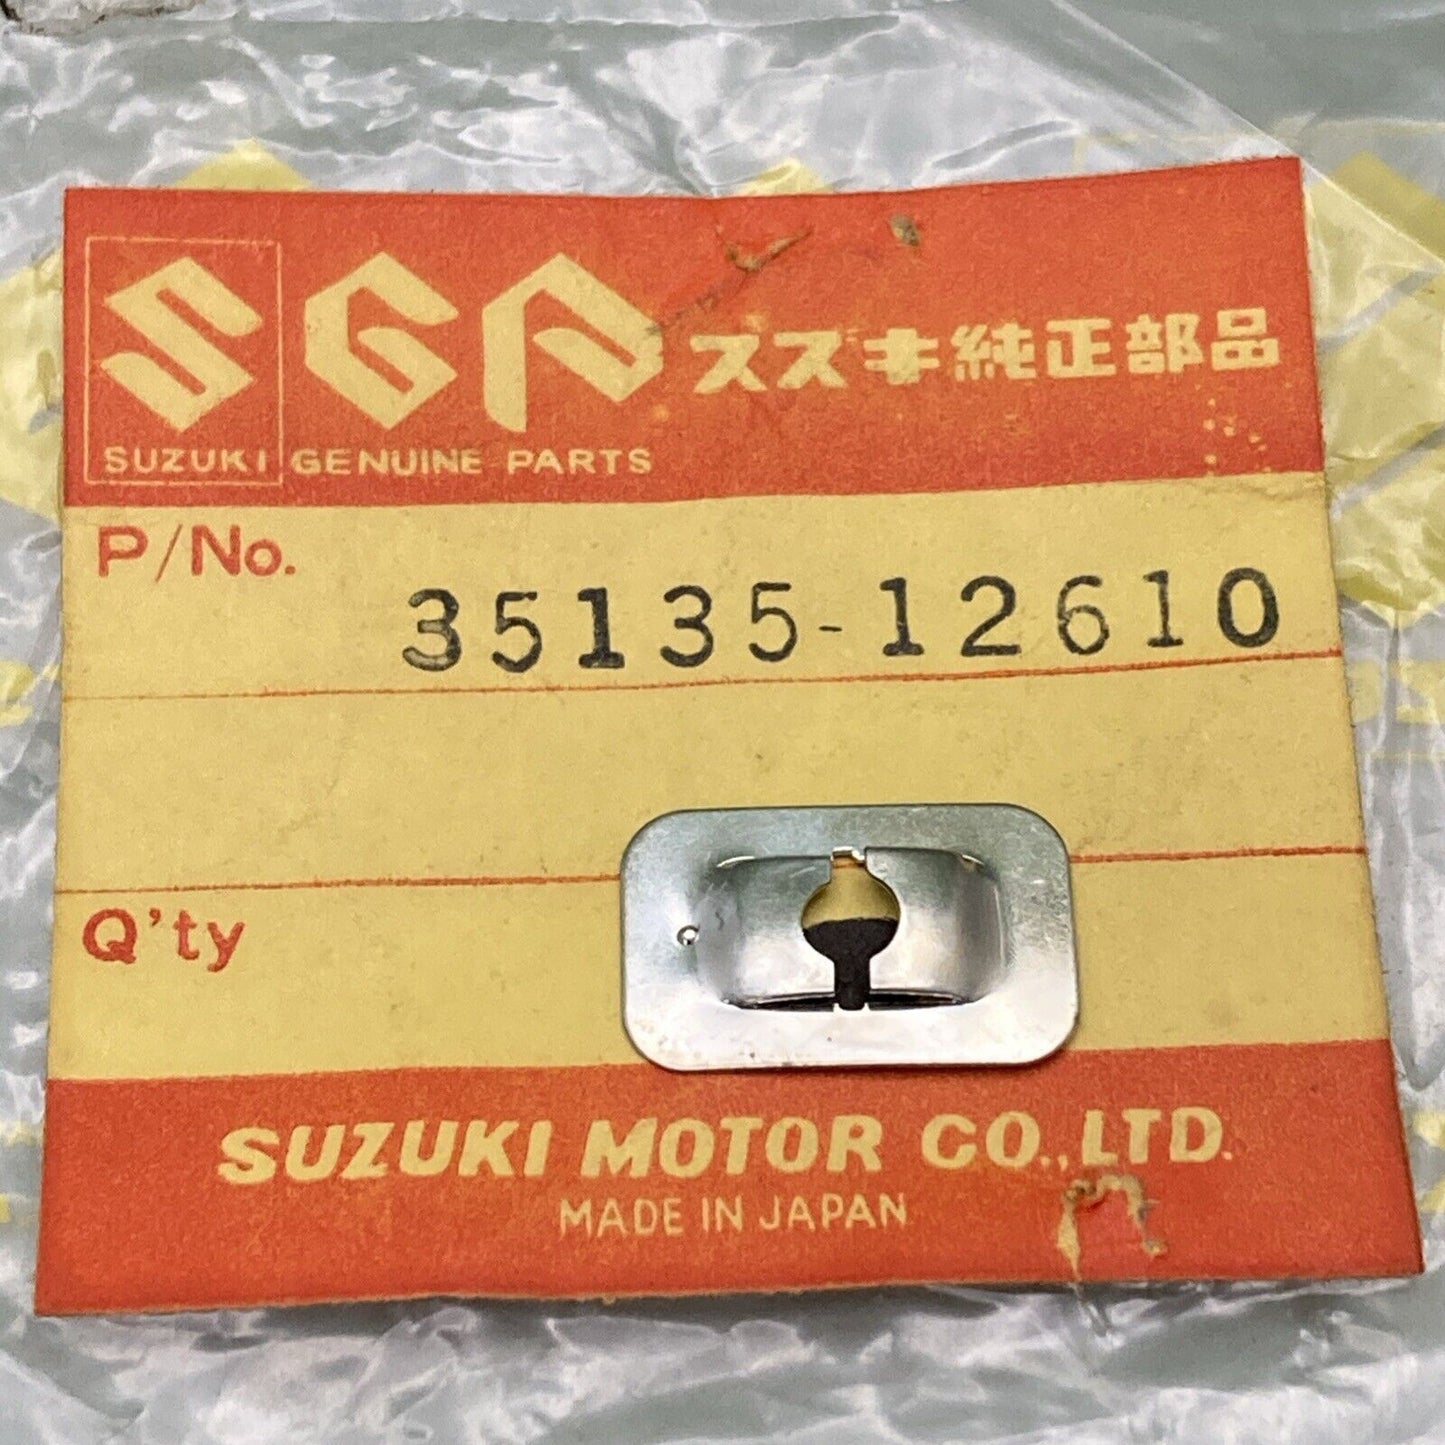 SGP スズキ純正部品
SUZUKI GENUINE PARTS
P/No.
35135-12610
Q'ty
SUZUKI MOTOR CO.,LTD.
MADE IN JAPAN